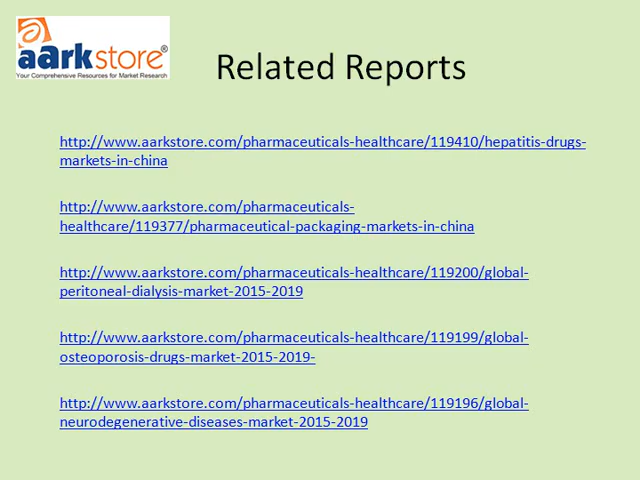 aarkstore®
Your Comprehensive Resources for Market Research
Related Reports
http://www.aarkstore.com/pharmaceuticals-healthcare/119410/hepatitis-drugs-
markets-in-china
http://www.aarkstore.com/pharmaceuticals-
healthcare/119377/pharmaceutical-packaging-markets-in-china
http://www.aarkstore.com/pharmaceuticals-healthcare/119200/global-
peritoneal-dialysis-market-2015-2019
http://www.aarkstore.com/pharmaceuticals-healthcare/119199/global-
osteoporosis-drugs-market-2015-2019-
http://www.aarkstore.com/pharmaceuticals-healthcare/119196/global-
neurodegenerative-diseases-market-2015-2019